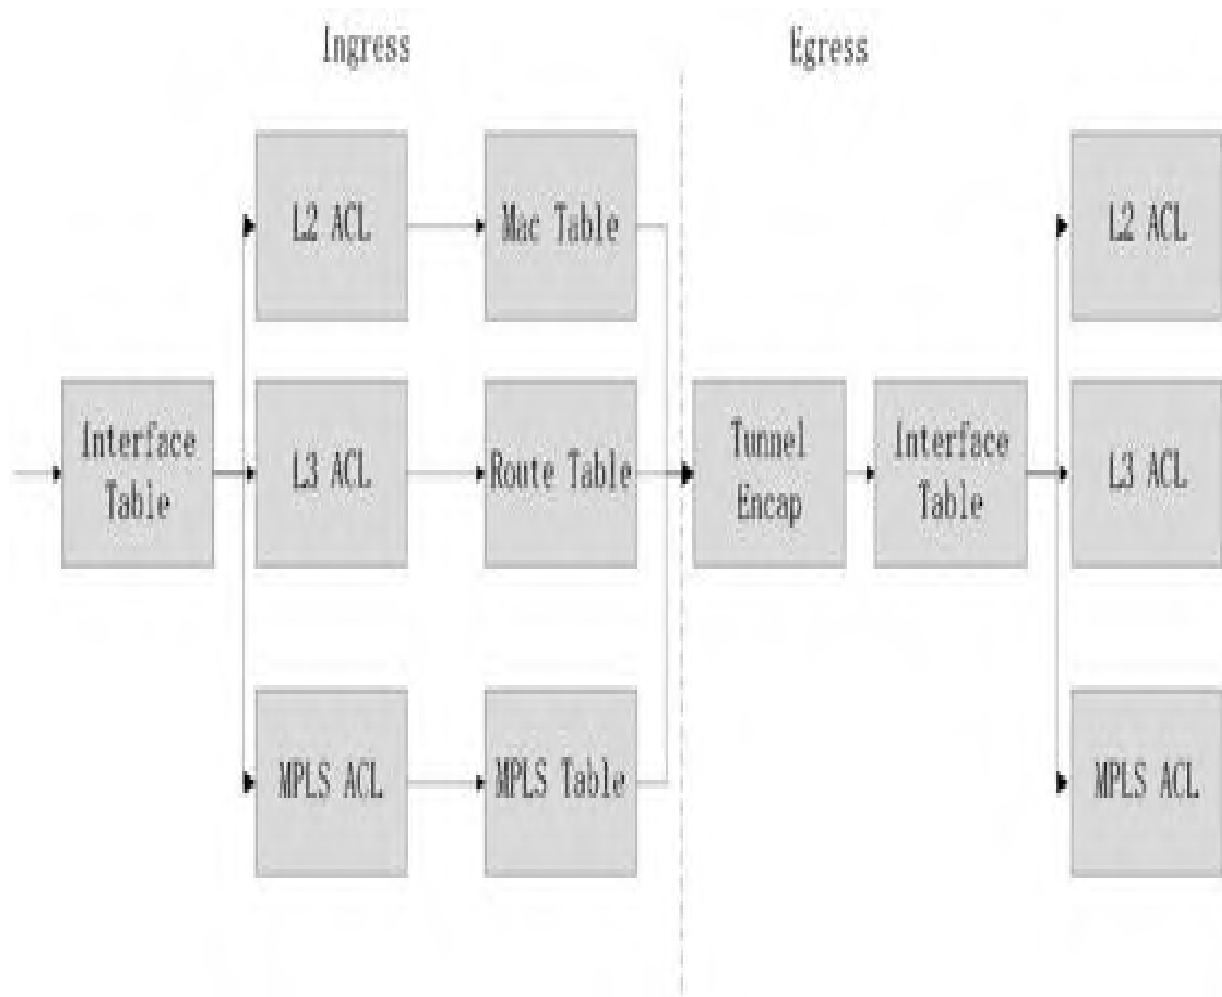 Ingress
Egress
L2 ACL
Mac Table
L2 ACL
Interface
Table
L3 ACL
Route Table
Tunnel
Encap
Interface
Table
L3 ACL
MPLS ACL
MPLS Table
MPLS ACL